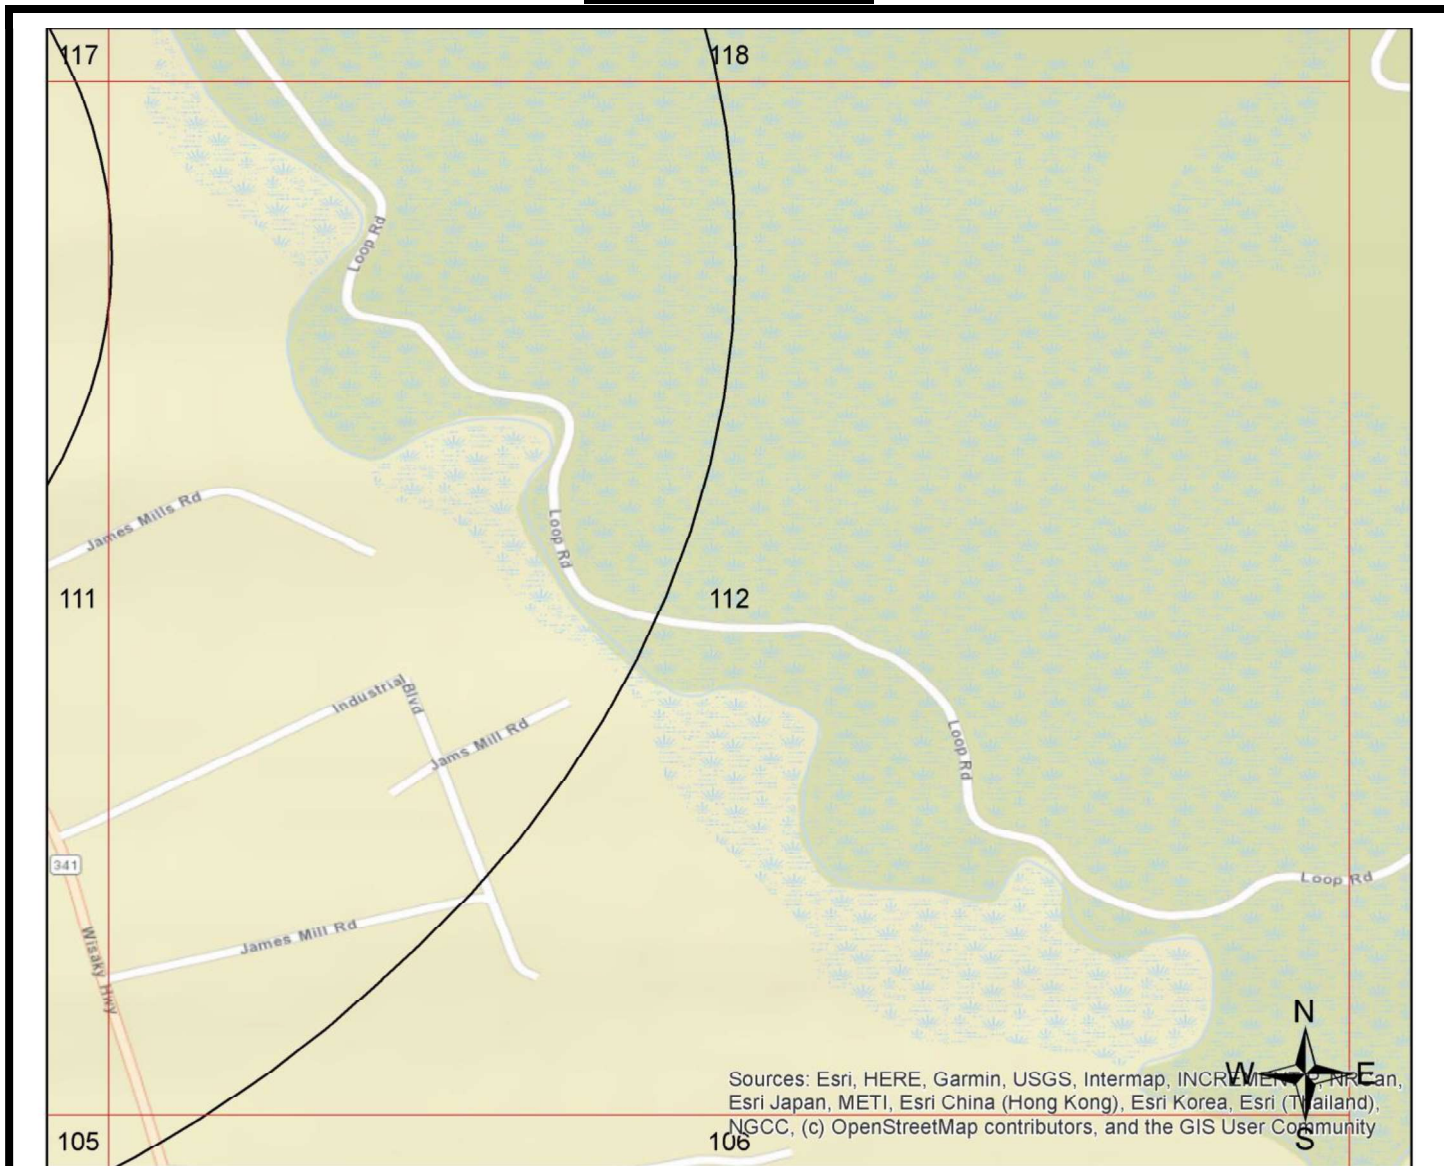 117
118
Loop Rd
James Mills Rd
Loop Rd
111
112
Industrial Blvd
Jams Mill Rd
Loop Rd
341
Loop Rd
James Mill Rd
Wisaky Hwy
N
W E
S
Sources: Esri, HERE, Garmin, USGS, Intermap, INCREMENT P, NRCan,
Esri Japan, METI, Esri China (Hong Kong), Esri Korea, Esri (Thailand),
NGCC, (c) OpenStreetMap contributors, and the GIS User Community
105
106